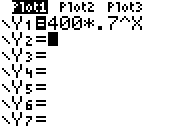 Plot1 Plot2 Plot3
\Y1=400*.7^X
\Y2=
\Y3=
\Y4=
\Y5=
\Y6=
\Y7=